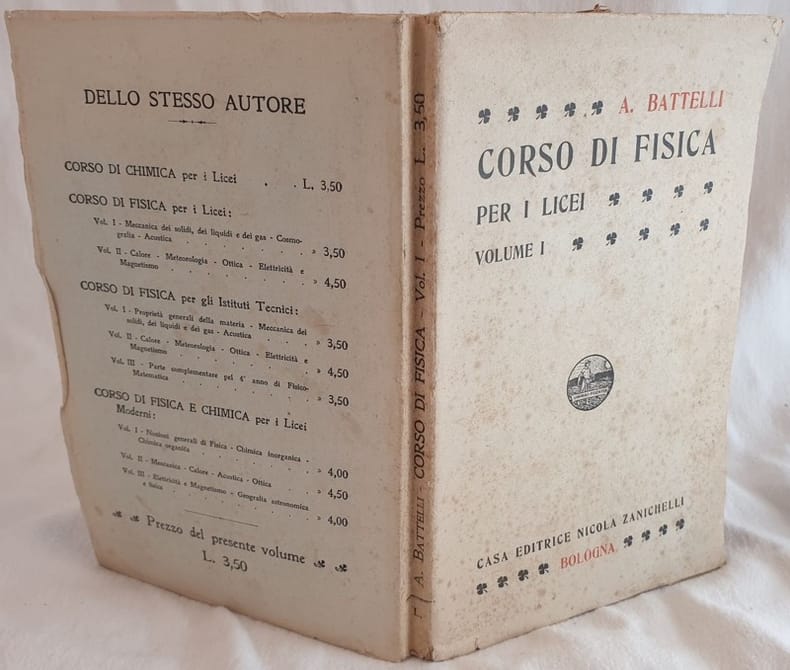 DELLO STESSO AUTORE
CORSO DI CHIMICA per i Licei . . L. 3,50
CORSO DI FISICA per i Licei:
Vol. I - Meccanica dei solidi, dei liquidi e dei gas - Cosmo-
grafia - Acustica . . . . . . . » 3,50
Vol. II - Calore - Meteorologia - Ottica - Elettricità e
Magnetismo . . . . . . . » 4,50
CORSO DI FISICA per gli Istituti Tecnici:
Vol. I - Proprietà generali della materia - Meccanica dei
solidi, dei liquidi e dei gas - Acustica . . . » 3,50
Vol. II - Calore - Meteorologia - Ottica - Elettricità e
Magnetismo . . . . . . . » 4,50
Vol. III - Parte complementare pel 4° anno di Fisico-
Matematica . . . . . . . » 3,50
CORSO DI FISICA E CHIMICA per i Licei
Moderni:
Vol. I - Nozioni generali di Fisica - Chimica inorganica -
Chimica organica . . . . . . » 4,00
Vol. II - Meccanica - Calore - Acustica - Ottica . » 4,50
Vol. III - Elettricità e Magnetismo - Geografia astronomica
e fisica . . . . . . . » 4,00
Prezzo del presente volume
L. 3,50
A. BATTELLI - CORSO DI FISICA - Vol. I - Prezzo L. 3,50
A. BATTELLI
CORSO DI FISICA
PER I LICEI
VOLUME I
CASA EDITRICE NICOLA ZANICHELLI
BOLOGNA